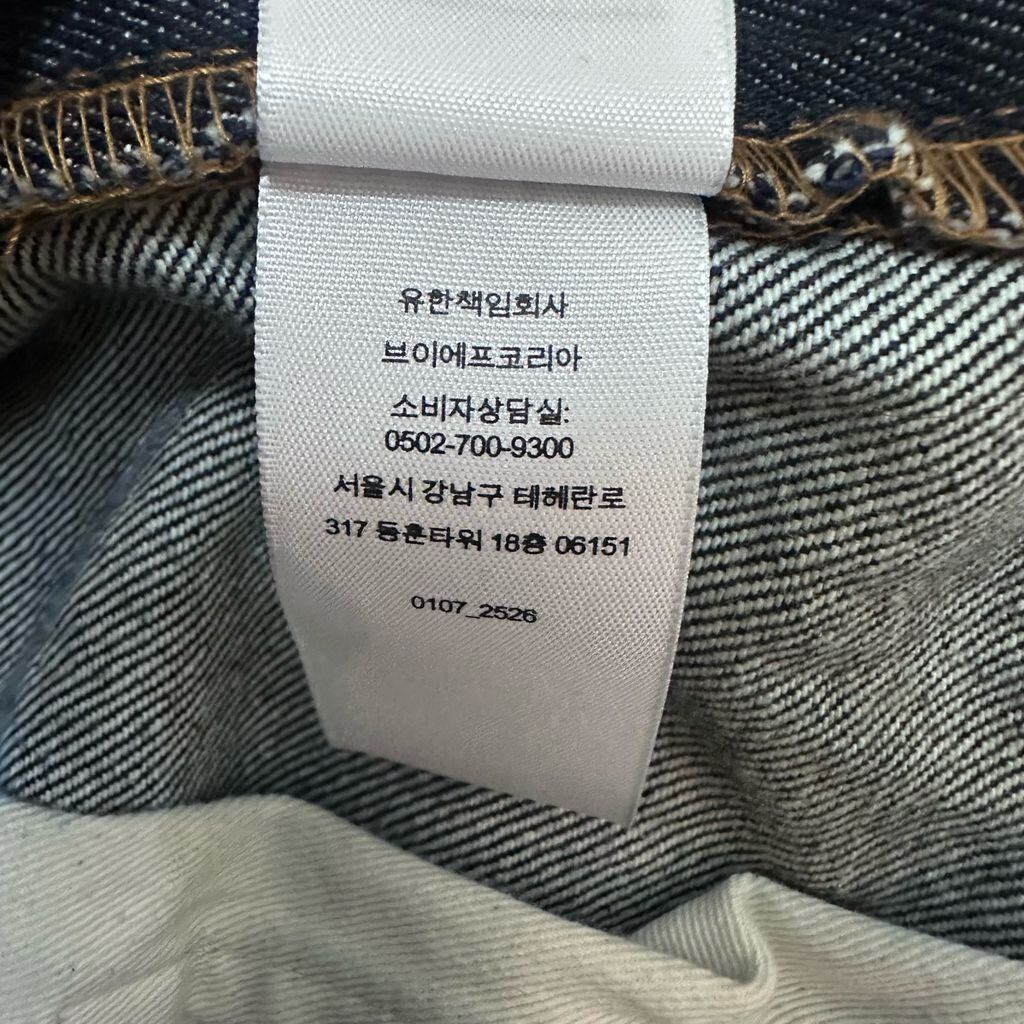 유한책임회사
브이에프코리아
소비자상담실:
0502-700-9300
서울시 강남구 테헤란로
317 동훈타워 18층 06151
0107_2526